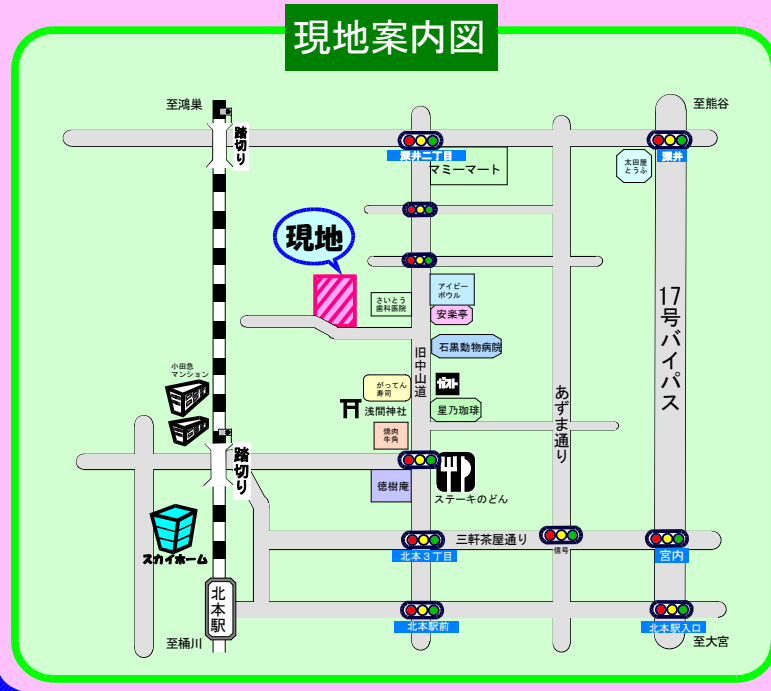 現地案内図
至鴻巣
至熊谷
踏切り
深井二丁目
深井
マミーマート
太田屋
とうふ
現地
アイビー
ボウル
さいとう
歯科医院
安楽亭
17号バイパス
石黒動物病院
旧中山道
小田急
マンション
がってん
寿司
ガスト
あずま通り
浅間神社
星乃珈琲
焼肉
牛角
踏切り
徳樹庵
ステーキのどん
スカイホーム
三軒茶屋通り
北本3丁目
信号
宮内
北本駅
北本駅前
北本駅入口
至桶川
至大宮